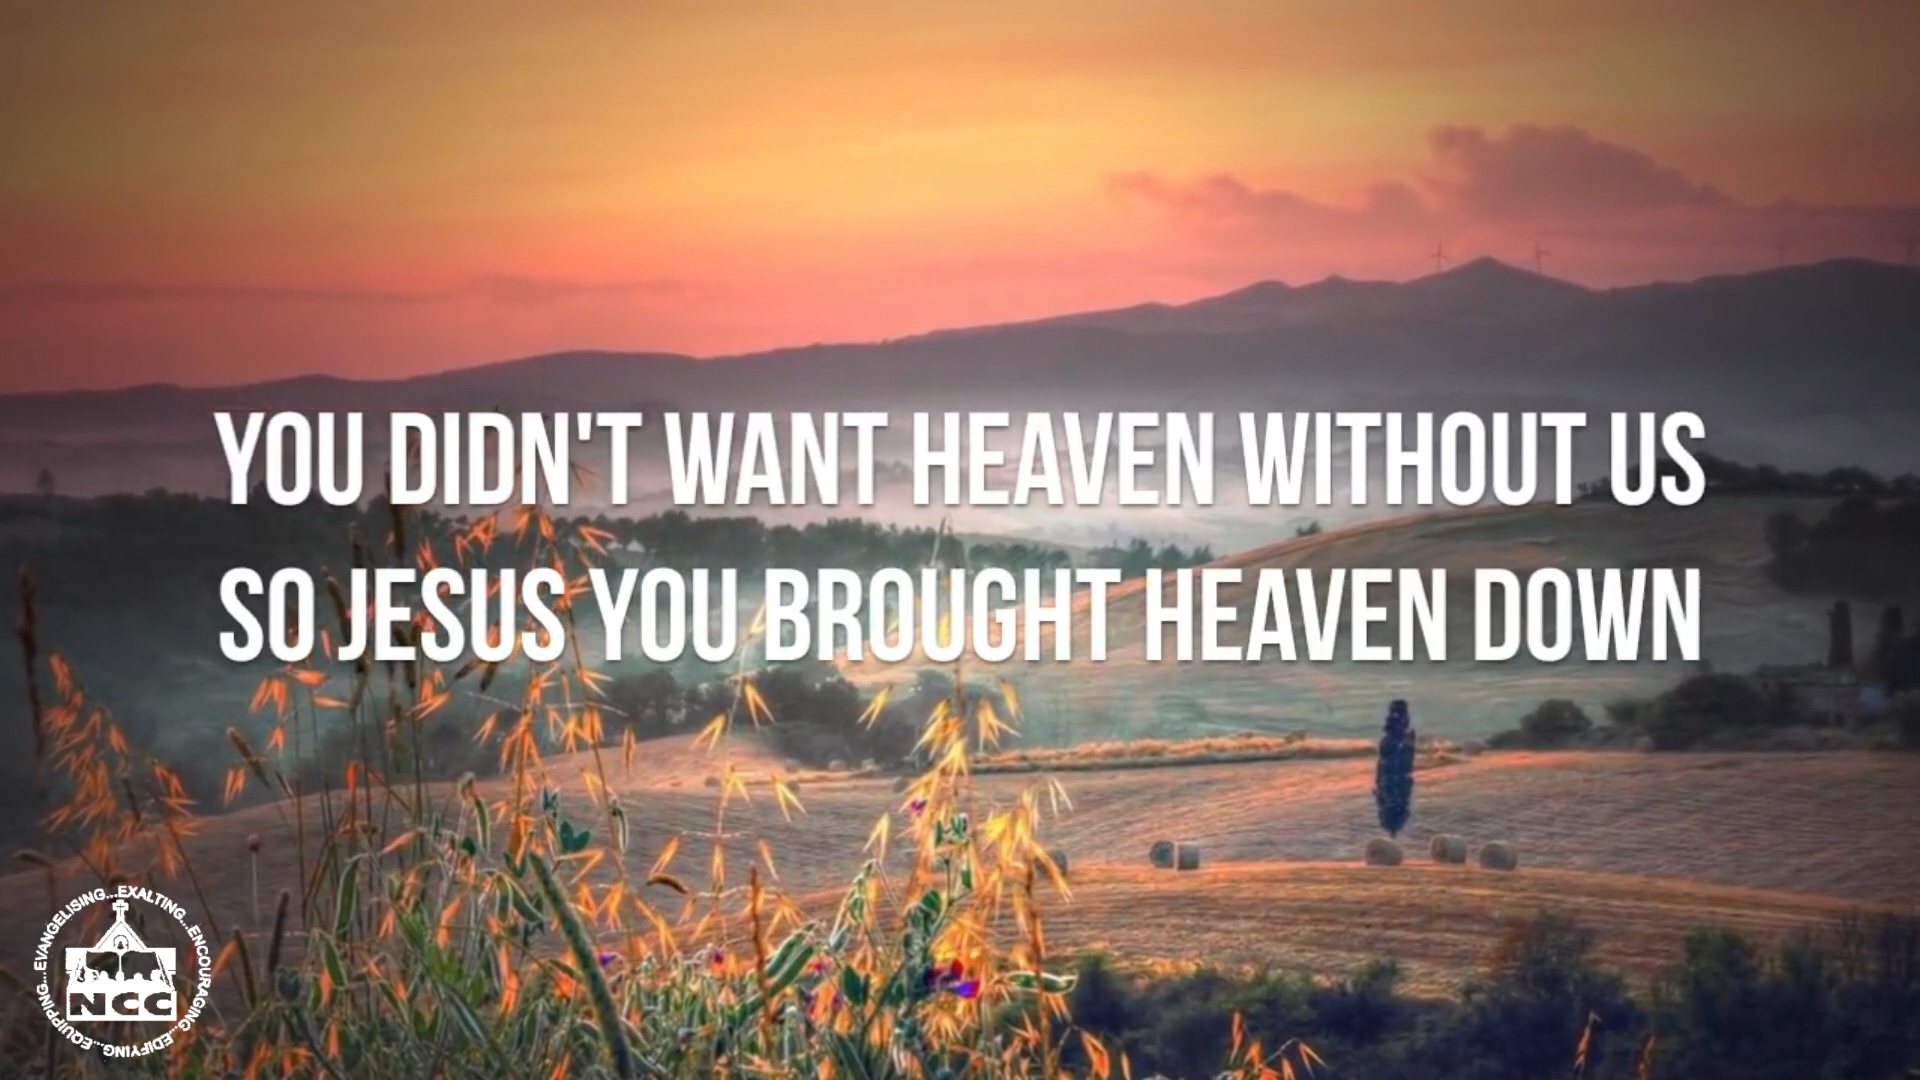 YOU DIDN'T WANT HEAVEN WITHOUT US
SO JESUS YOU BROUGHT HEAVEN DOWN
EVANGELISING...EXALTING...ENCOURAGING...EDIFYING...EQUIPPING...
NCC